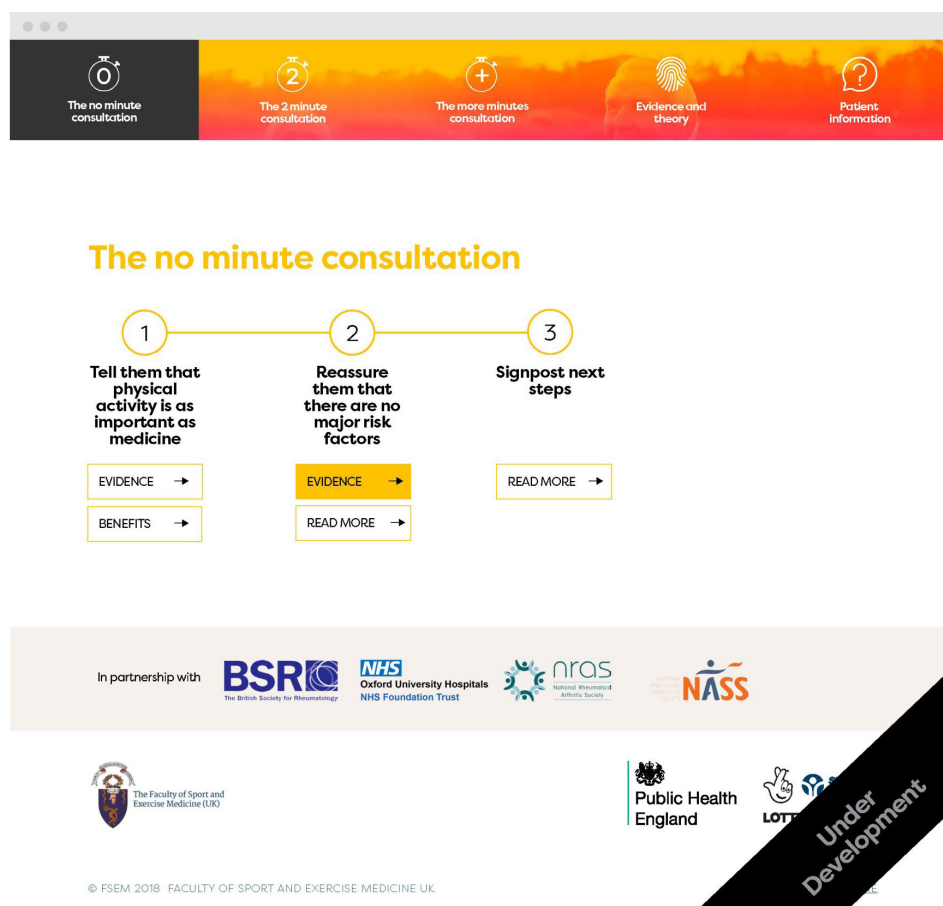 0
The no minute
consultation
2
The 2 minute
consultation
+
The more minutes
consultation
Evidence and
theory
?
Patient
information
The no minute consultation
1
Tell them that
physical
activity is as
important as
medicine
EVIDENCE →
BENEFITS →
2
Reassure
them that
there are no
major risk
factors
EVIDENCE →
READ MORE →
3
Signpost next
steps
READ MORE →
In partnership with
BSR
The British Society for Rheumatology
NHS
Oxford University Hospitals
NHS Foundation Trust
nras
National Rheumatoid
Arthritis Society
NASS
The Faculty of Sport and
Exercise Medicine (UK)
Public Health
England
Under
Development
© FSEM 2018 FACULTY OF SPORT AND EXERCISE MEDICINE UK